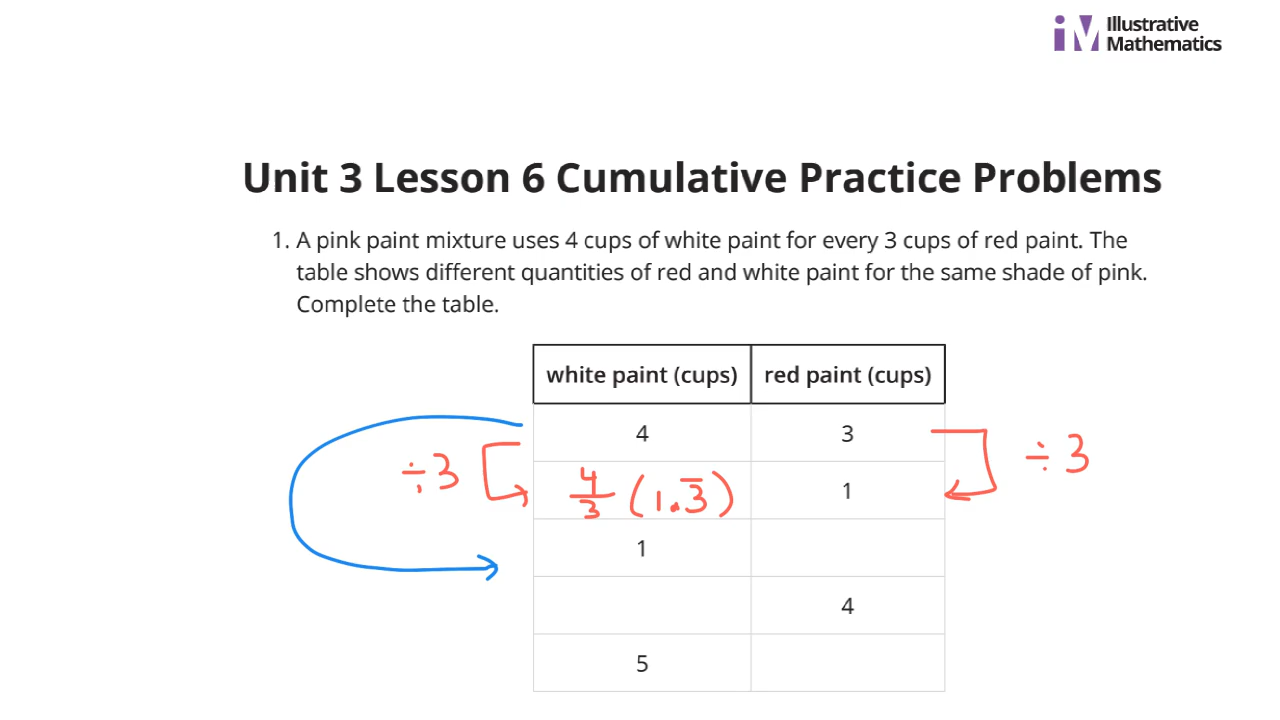 Illustrative
Mathematics
Unit 3 Lesson 6 Cumulative Practice Problems
1. A pink paint mixture uses 4 cups of white paint for every 3 cups of red paint. The
table shows different quantities of red and white paint for the same shade of pink.
Complete the table.
white paint (cups) red paint (cups)
4 3
÷3 ÷3
4/3 (1.3̅) 1
1
4
5